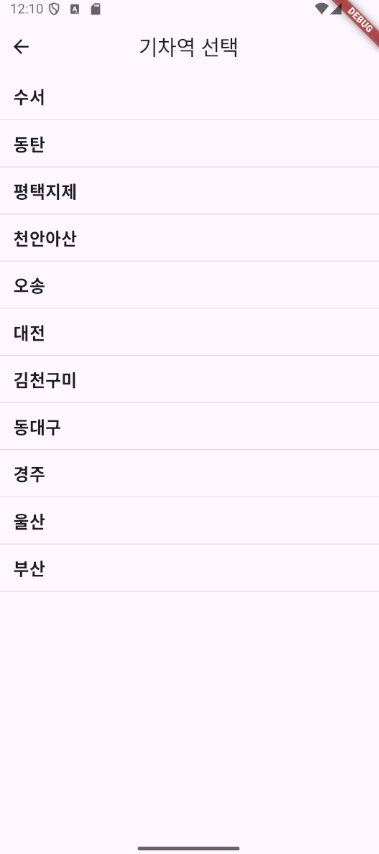 12:10
DEBUG
기차역 선택
수서
동탄
평택지제
천안아산
오송
대전
김천구미
동대구
경주
울산
부산